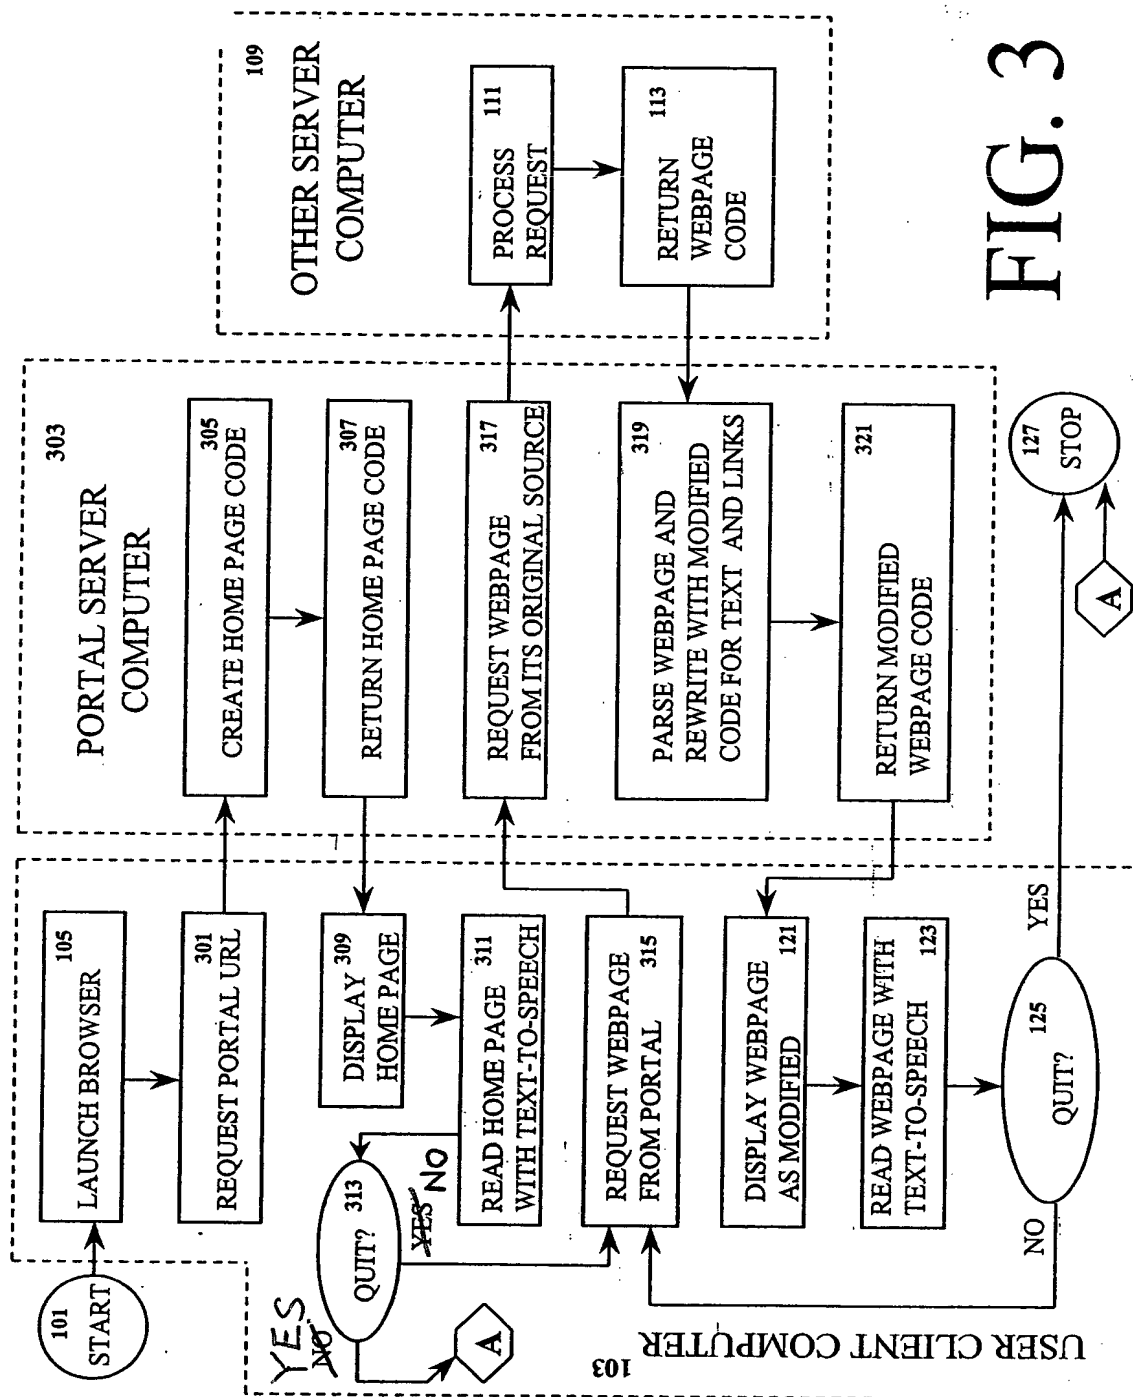 101
START
105
LAUNCH BROWSER
301
REQUEST PORTAL URL
309
DISPLAY
HOME PAGE
311
READ HOME PAGE
WITH TEXT-TO-SPEECH
313
QUIT?
YES
NO
YES
NO
A
315
REQUEST WEBPAGE
FROM PORTAL
121
DISPLAY WEBPAGE
AS MODIFIED
123
READ WEBPAGE WITH
TEXT-TO-SPEECH
125
QUIT?
NO
YES
103
USER CLIENT COMPUTER
303
PORTAL SERVER
COMPUTER
305
CREATE HOME PAGE CODE
307
RETURN HOME PAGE CODE
317
REQUEST WEBPAGE
FROM ITS ORIGINAL SOURCE
319
PARSE WEBPAGE AND
REWRITE WITH MODIFIED
CODE FOR TEXT AND LINKS
321
RETURN MODIFIED
WEBPAGE CODE
127
STOP
A
109
OTHER SERVER
COMPUTER
111
PROCESS
REQUEST
113
RETURN
WEBPAGE
CODE
FIG. 3